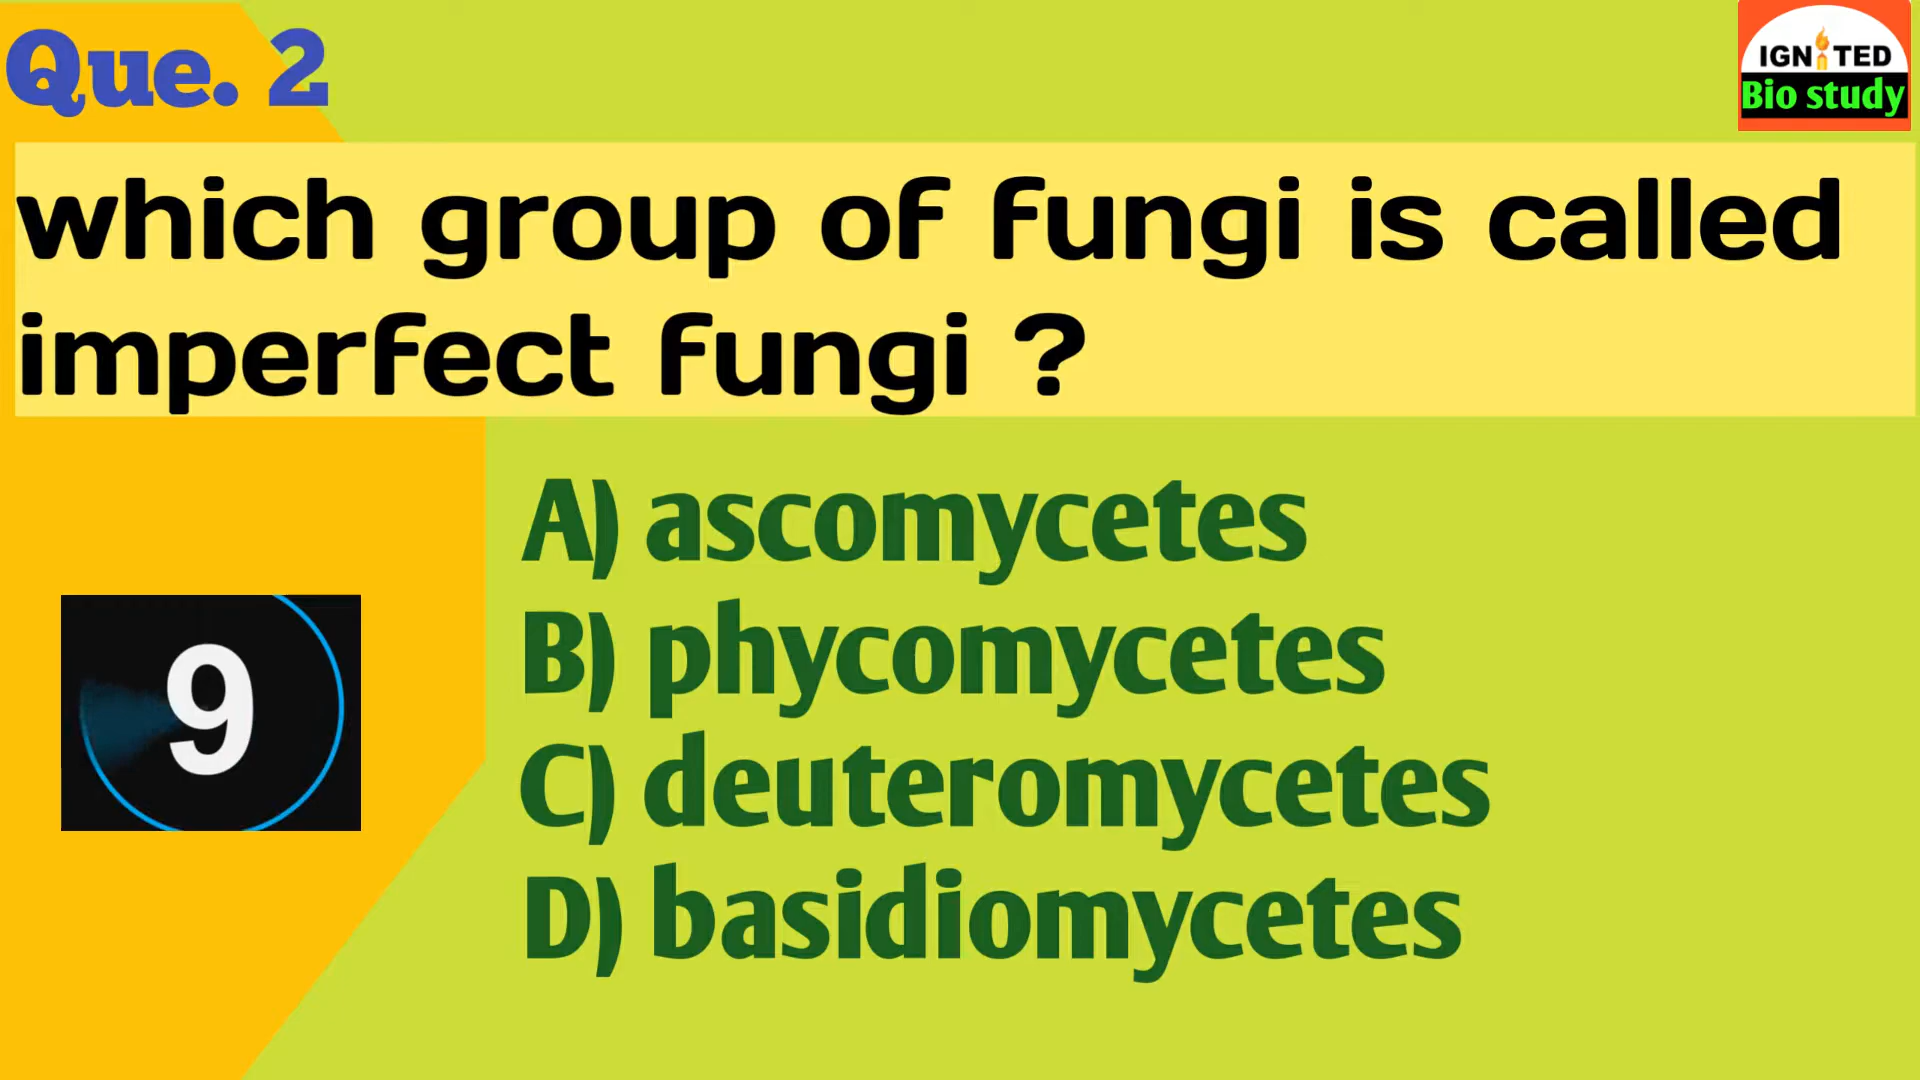 Que. 2
IGNITED
Bio study
which group of fungi is called
imperfect fungi ?
A) ascomycetes
B) phycomycetes
9
C) deuteromycetes
D) basidiomycetes